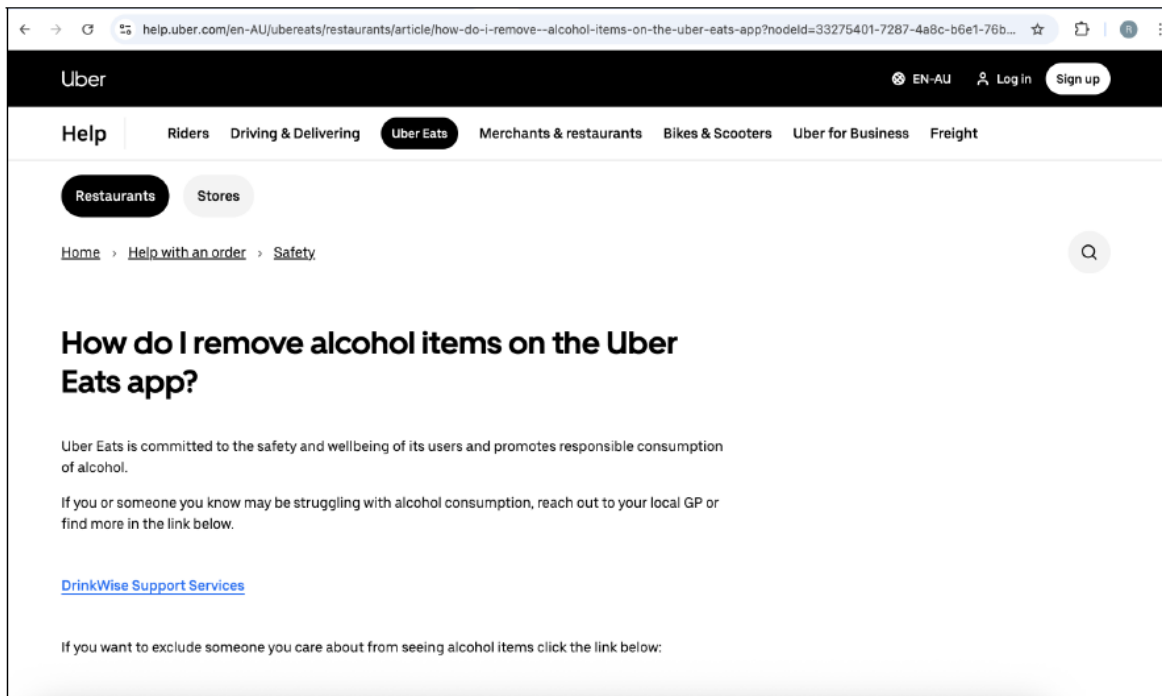 help.uber.com/en-AU/ubereats/restaurants/article/how-do-i-remove--alcohol-items-on-the-uber-eats-app?nodeId=33275401-7287-4a8c-b6e1-76b...
R
Uber
EN-AU Log in Sign up
Help Riders Driving & Delivering Uber Eats Merchants & restaurants Bikes & Scooters Uber for Business Freight
Restaurants Stores
Home > Help with an order > Safety
How do I remove alcohol items on the Uber
Eats app?
Uber Eats is committed to the safety and wellbeing of its users and promotes responsible consumption
of alcohol.
If you or someone you know may be struggling with alcohol consumption, reach out to your local GP or
find more in the link below.
DrinkWise Support Services
If you want to exclude someone you care about from seeing alcohol items click the link below: